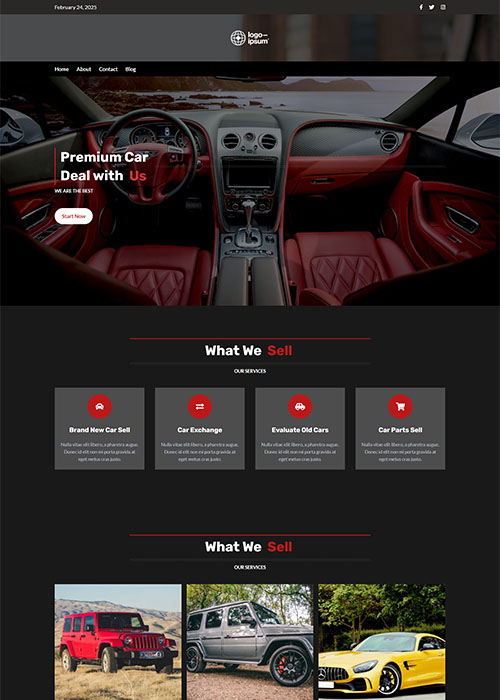 February 24, 2025
logo—
ipsum
Home About Contact Blog
Premium Car
Deal with Us
WE ARE THE BEST
Start Now
What We Sell
OUR SERVICES
Brand New Car Sell
Nulla vitae elit libero, a pharetra augue.
Donec id elit non mi porta gravida at
eget metus cras justo.
Car Exchange
Nulla vitae elit libero, a pharetra augue.
Donec id elit non mi porta gravida at
eget metus cras justo.
Evaluate Old Cars
Nulla vitae elit libero, a pharetra augue.
Donec id elit non mi porta gravida at
eget metus cras justo.
Car Parts Sell
Nulla vitae elit libero, a pharetra augue.
Donec id elit non mi porta gravida at
eget metus cras justo.
What We Sell
OUR SERVICES